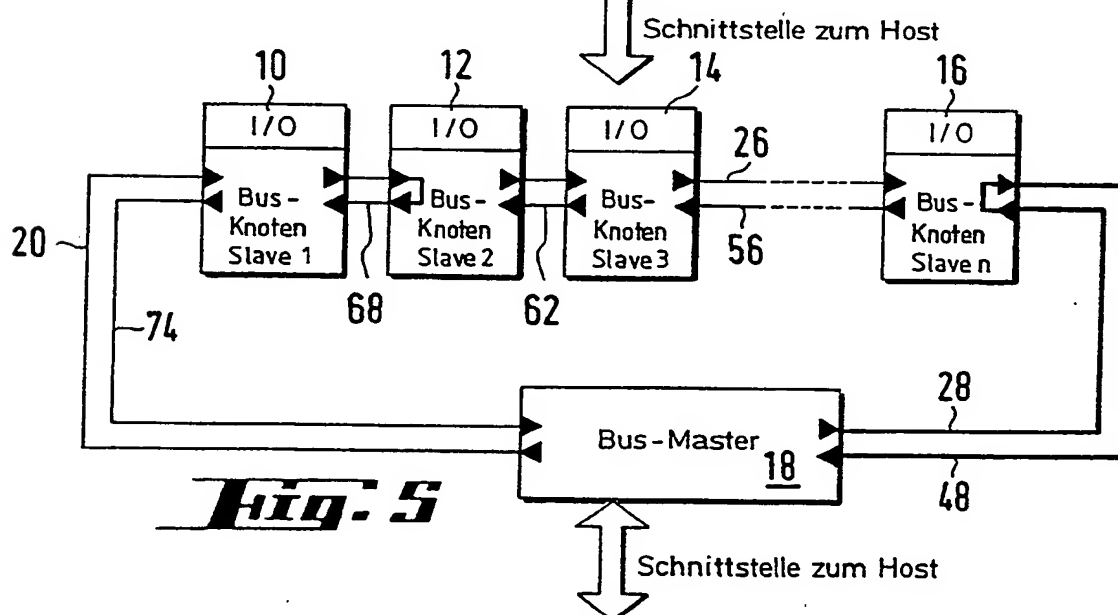 Schnittstelle zum Host
10
12
14
16
I/O
I/O
I/O
I/O
26
Bus-
Knoten
Slave 1
Bus-
Knoten
Slave 2
Bus-
Knoten
Slave 3
Bus-
Knoten
Slave n
20
68
62
56
74
28
Bus-Master
18
48
Fig. 5
Schnittstelle zum Host